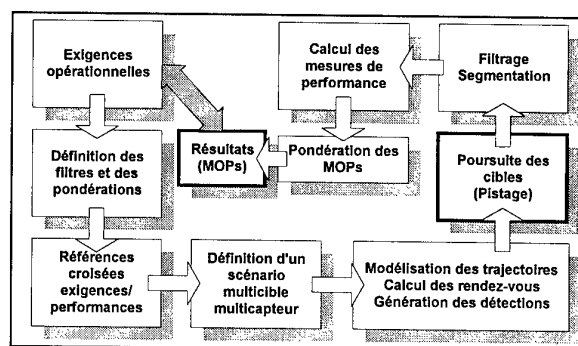 Exigences
opérationnelles
Calcul des
mesures de
performance
Filtrage
Segmentation
Définition des
filtres et des
pondérations
Résultats
(MOPs)
Pondération des
MOPs
Poursuite des
cibles
(Pistage)
Références
croisées
exigences/
performances
Définition d'un
scénario
multicible
multicapteur
Modélisation des trajectoires
Calcul des rendez-vous
Génération des détections